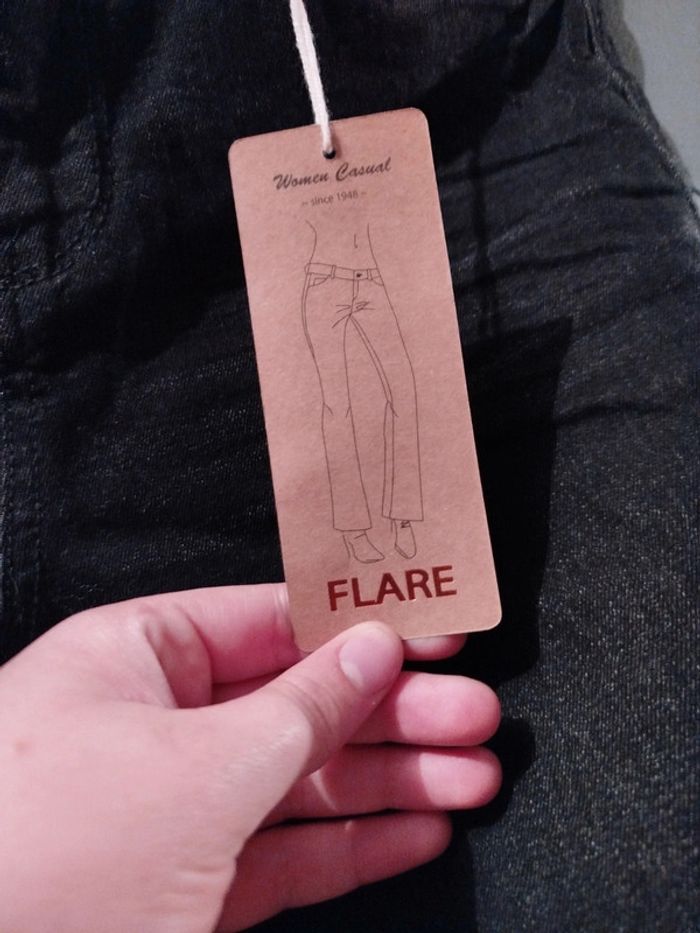 Women Casual
~ since 1948 ~
FLARE